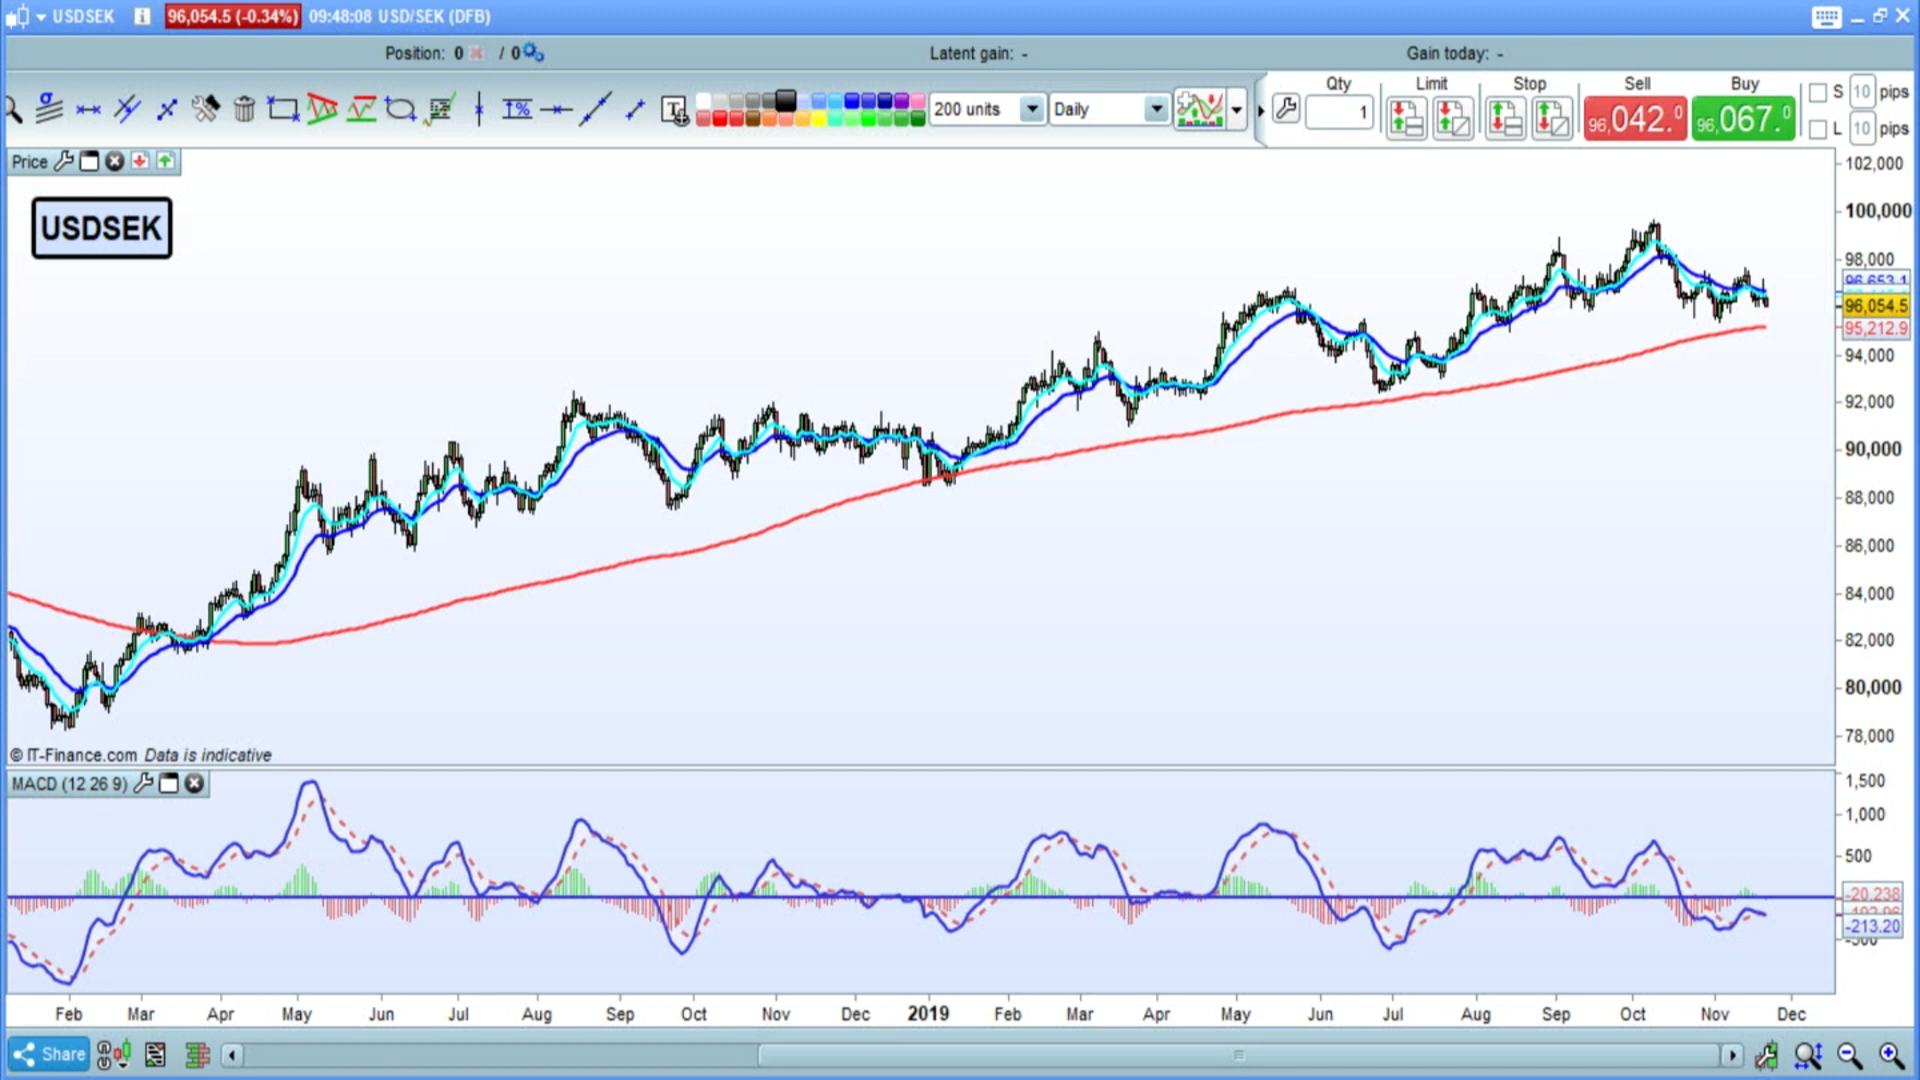 USDSEK 96,054.5 (-0.34%) 09:48:08 USD/SEK (DFB)
Position: 0 / 0 Latent gain: - Gain today: -
Qty Limit Stop Sell Buy S 10 pips
200 units Daily 1 96,042.0 96,067.0 L 10 pips
Price
102,000
USDSEK
100,000
98,000
96,653.1
96,054.5
95,212.9
94,000
92,000
90,000
88,000
86,000
84,000
82,000
80,000
78,000
© IT-Finance.com Data is indicative
MACD (12 26 9)
1,500
1,000
500
-20.238
-213.20
-500
Feb Mar Apr May Jun Jul Aug Sep Oct Nov Dec 2019 Feb Mar Apr May Jun Jul Aug Sep Oct Nov Dec
Share